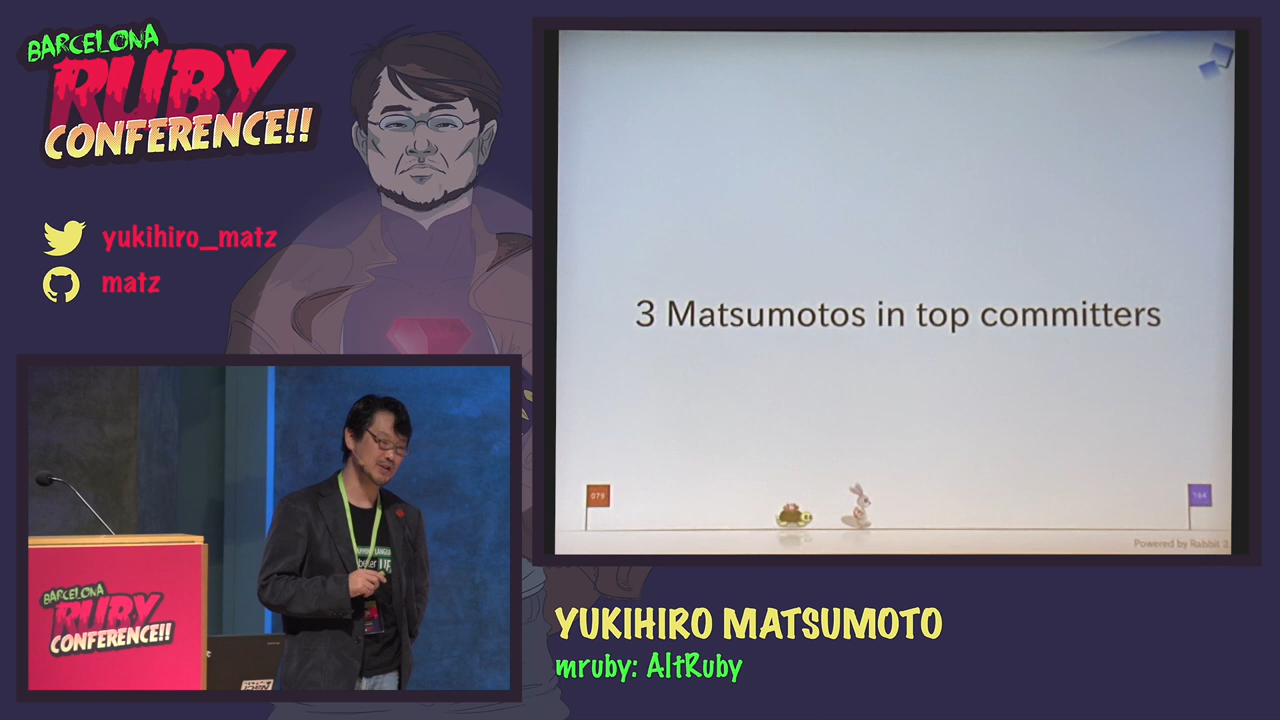 BARCELONA
RUBY
CONFERENCE!!
yukihiro_matz
matz
3 Matsumotos in top committers
079
164
Powered by Rabbit 2
BARCELONA
RUBY
CONFERENCE!!
better
YUKIHIRO MATSUMOTO
mruby: AltRuby